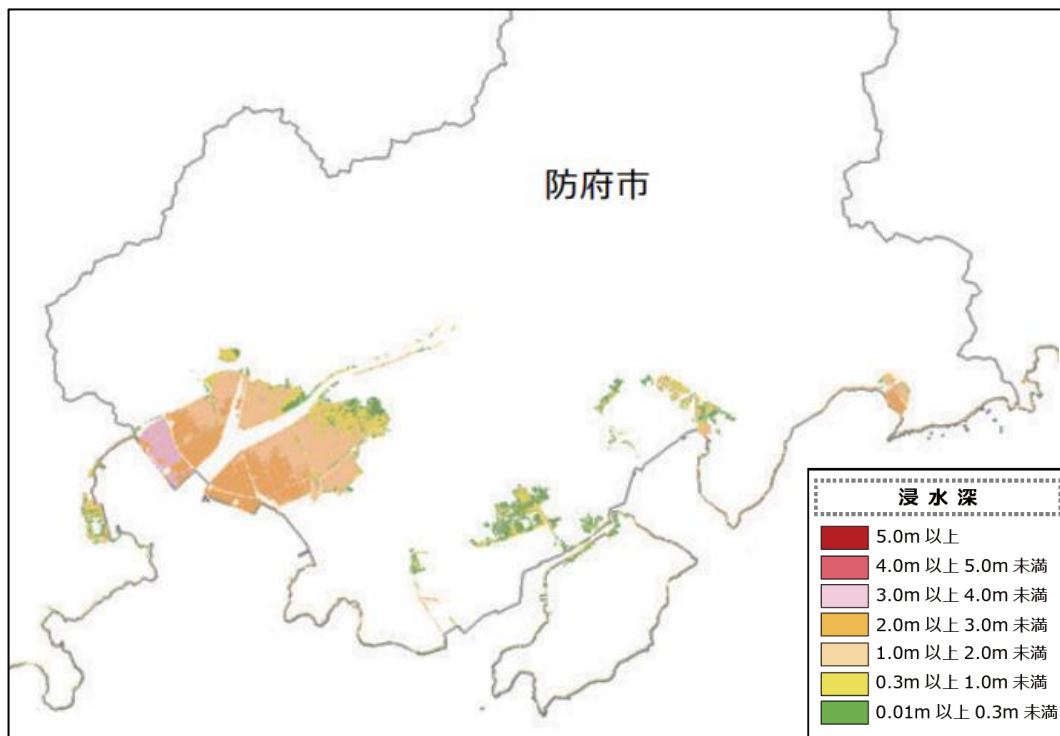 防府市
浸水深
5.0m 以上
4.0m 以上 5.0m 未満
3.0m 以上 4.0m 未満
2.0m 以上 3.0m 未満
1.0m 以上 2.0m 未満
0.3m 以上 1.0m 未満
0.01m 以上 0.3m 未満